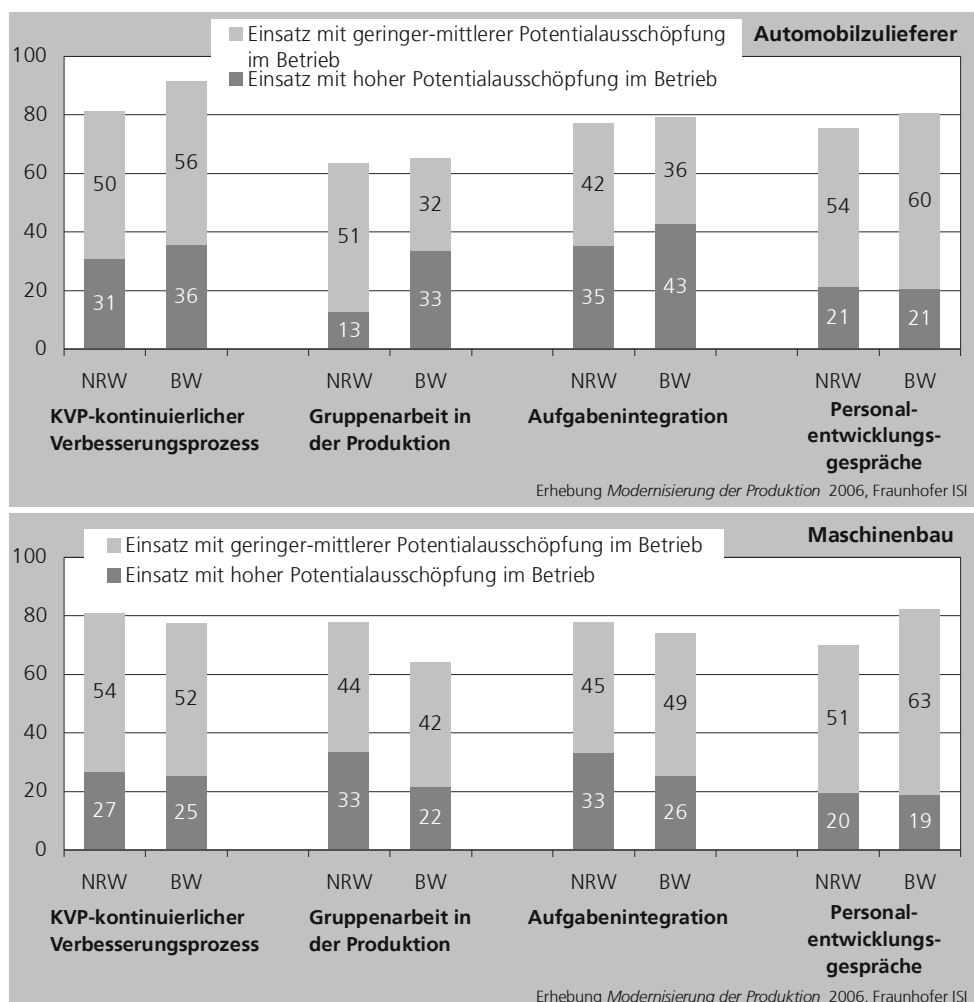 Einsatz mit geringer-mittlerer Potentialausschöpfung
im Betrieb
Einsatz mit hoher Potentialausschöpfung im Betrieb
Automobilzulieferer
100
80
60
40
20
0
50
56
51
32
42
36
54
60
31
36
13
33
35
43
21
21
NRW BW NRW BW NRW BW NRW BW
KVP-kontinuierlicher
Verbesserungsprozess
Gruppenarbeit in
der Produktion
Aufgabenintegration
Personal-
entwicklungs-
gespräche
Erhebung Modernisierung der Produktion 2006, Fraunhofer ISI
Maschinenbau
Einsatz mit geringer-mittlerer Potentialausschöpfung im Betrieb
Einsatz mit hoher Potentialausschöpfung im Betrieb
100
80
60
40
20
0
54
52
44
42
45
49
51
63
27
25
33
22
33
26
20
19
NRW BW NRW BW NRW BW NRW BW
KVP-kontinuierlicher
Verbesserungsprozess
Gruppenarbeit in
der Produktion
Aufgabenintegration
Personal-
entwicklungs-
gespräche
Erhebung Modernisierung der Produktion 2006, Fraunhofer ISI